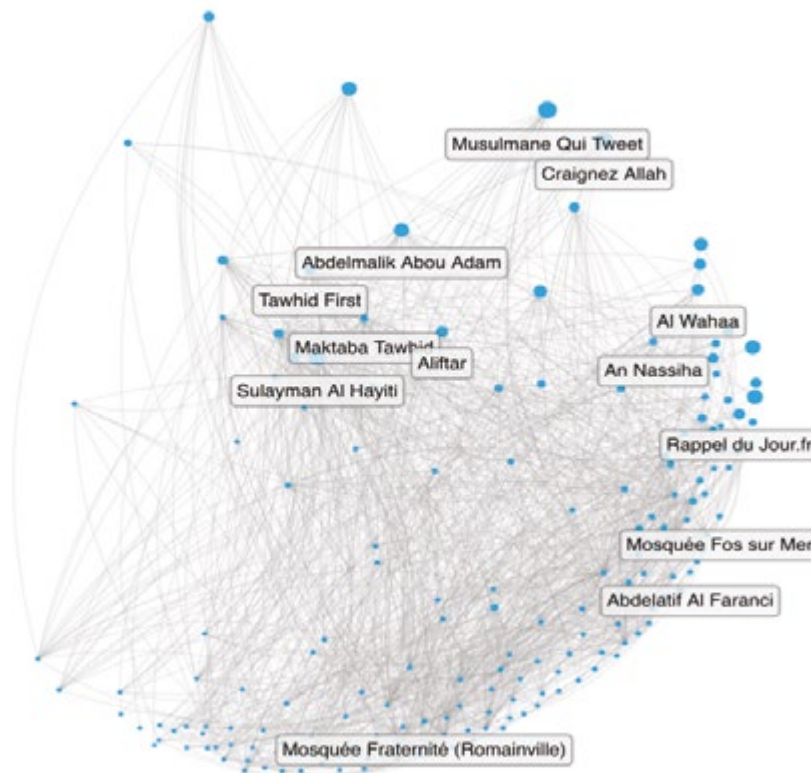 Musulmane Qui Tweet
Craignez Allah
Abdelmalik Abou Adam
Tawhid First
Al Wahaa
Maktaba Tawhid
Aliftar
An Nassiha
Sulayman Al Hayiti
Rappel du Jour.fr
Mosquée Fos sur Mer
Abdelatif Al Faranci
Mosquée Fraternité (Romainville)